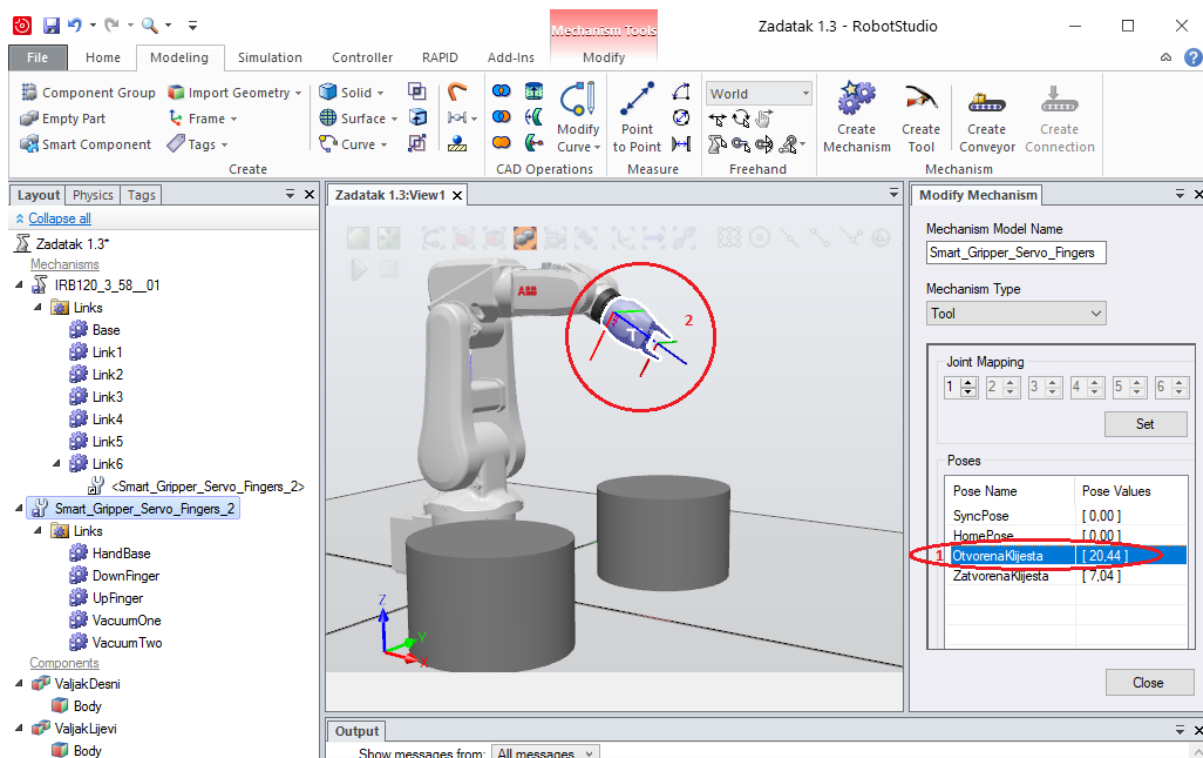 Mechanism Tools
Zadatak 1.3 - RobotStudio
File Home Modeling Simulation Controller RAPID Add-Ins Modify
Component Group
Import Geometry
Empty Part
Frame
Smart Component
Tags
Solid
Surface
Curve
Create
Modify Curve
CAD Operations
Point to Point
Measure
World
Freehand
Create Mechanism
Create Tool
Create Conveyor
Create Connection
Mechanism
Layout Physics Tags
Collapse all
Zadatak 1.3*
Mechanisms
IRB120_3_58__01
Links
Base
Link1
Link2
Link3
Link4
Link5
Link6
<Smart_Gripper_Servo_Fingers_2>
Smart_Gripper_Servo_Fingers_2
Links
HandBase
DownFinger
UpFinger
VacuumOne
VacuumTwo
Components
ValjakDesni
Body
ValjakLijevi
Body
Zadatak 1.3:View1
ABB
2
Z
Y
X
Output
Show messages from: All messages
Modify Mechanism
Mechanism Model Name
Smart_Gripper_Servo_Fingers
Mechanism Type
Tool
Joint Mapping
1 2 3 4 5 6
Set
Poses
Pose Name Pose Values
SyncPose [ 0,00 ]
HomePose [ 0,00 ]
1 OtvorenaKlijesta [ 20,44 ]
ZatvorenaKlijesta [ 7,04 ]
Close